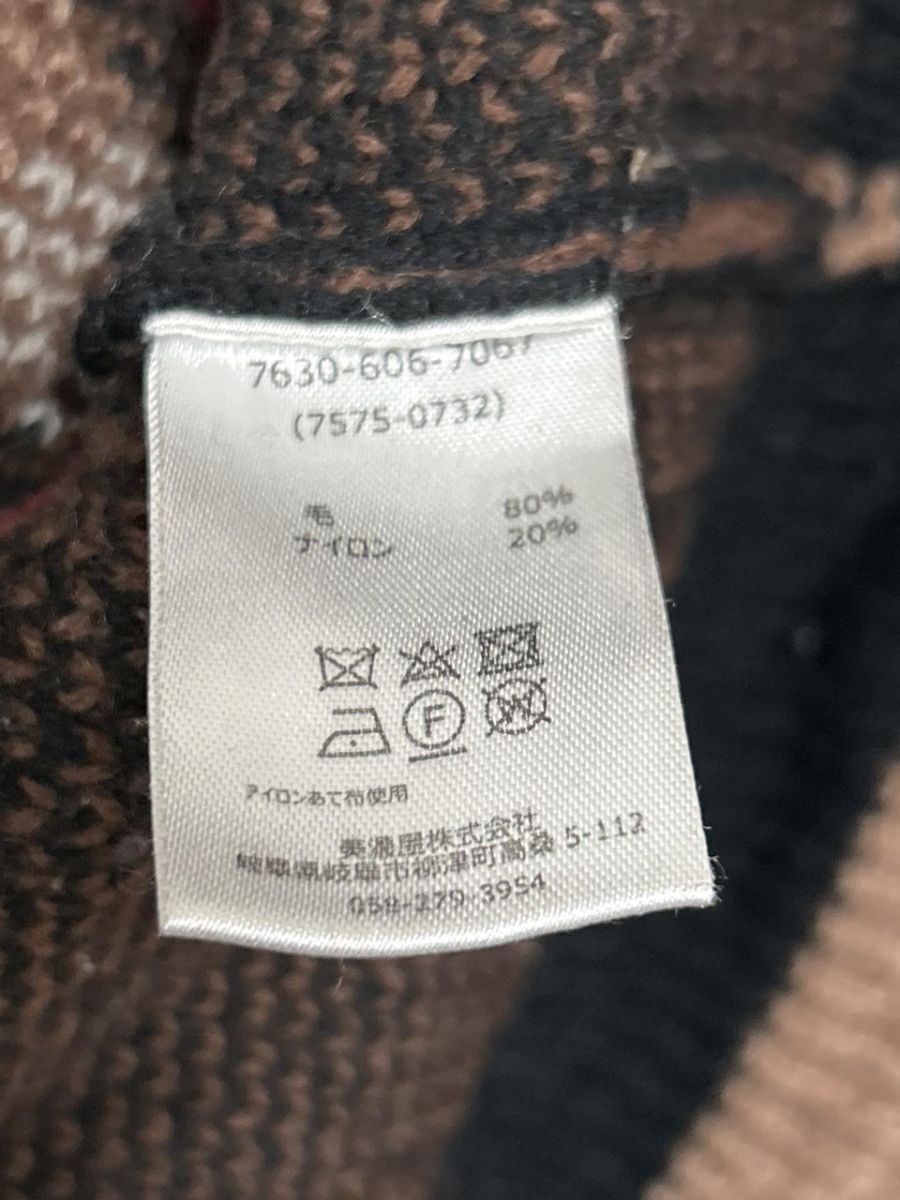 7630-606-7067
(7575-0732)
毛 80%
ナイロン 20%
F
W
アイロンあて布使用
美濃屋株式会社
岐阜県岐阜市柳津町高桑 5-112
058-279-3954